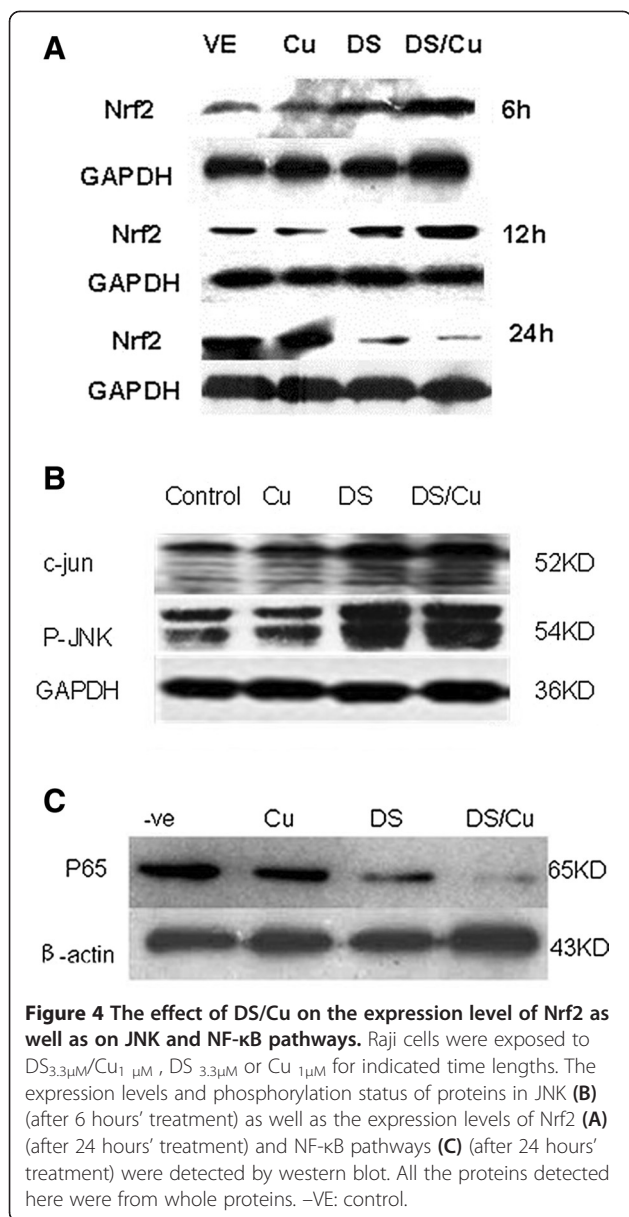 A
VE Cu DS DS/Cu
Nrf2 6h
GAPDH
Nrf2 12h
GAPDH
Nrf2 24h
GAPDH
B
Control Cu DS DS/Cu
c-jun 52KD
P-JNK 54KD
GAPDH 36KD
C
-ve Cu DS DS/Cu
P65 65KD
β-actin 43KD
Figure 4 The effect of DS/Cu on the expression level of Nrf2 as
well as on JNK and NF-κB pathways. Raji cells were exposed to
DS3.3μM/Cu1 μM , DS 3.3μM or Cu 1μM for indicated time lengths. The
expression levels and phosphorylation status of proteins in JNK (B)
(after 6 hours’ treatment) as well as the expression levels of Nrf2 (A)
(after 24 hours’ treatment) and NF-κB pathways (C) (after 24 hours’
treatment) were detected by western blot. All the proteins detected
here were from whole proteins. –VE: control.